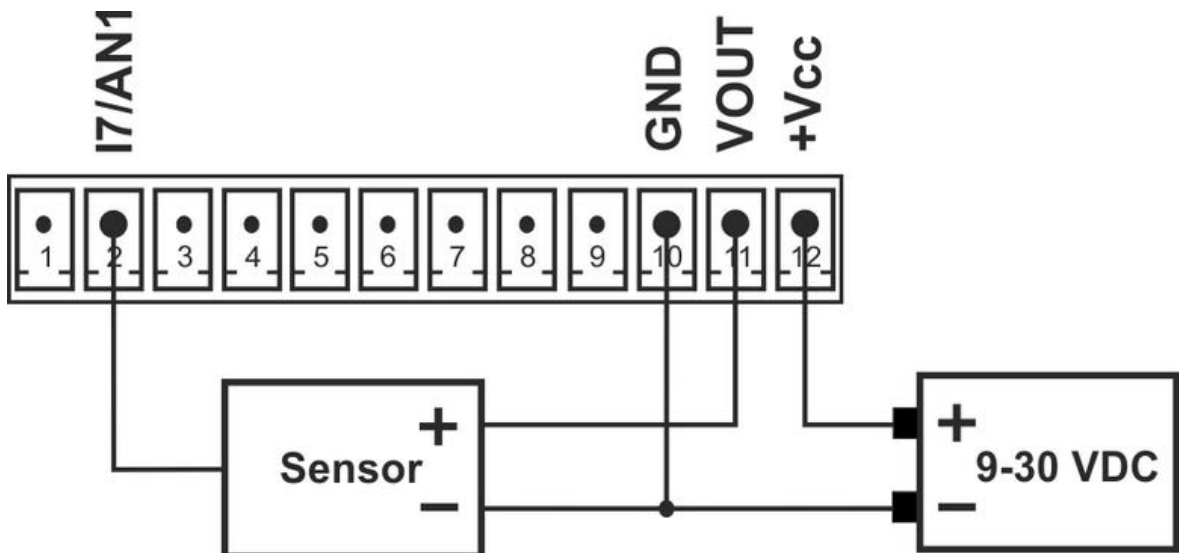 I7/AN1
GND
VOUT
+Vcc
1 2 3 4 5 6 7 8 9 10 11 12
+
Sensor
−
+
9-30 VDC
−